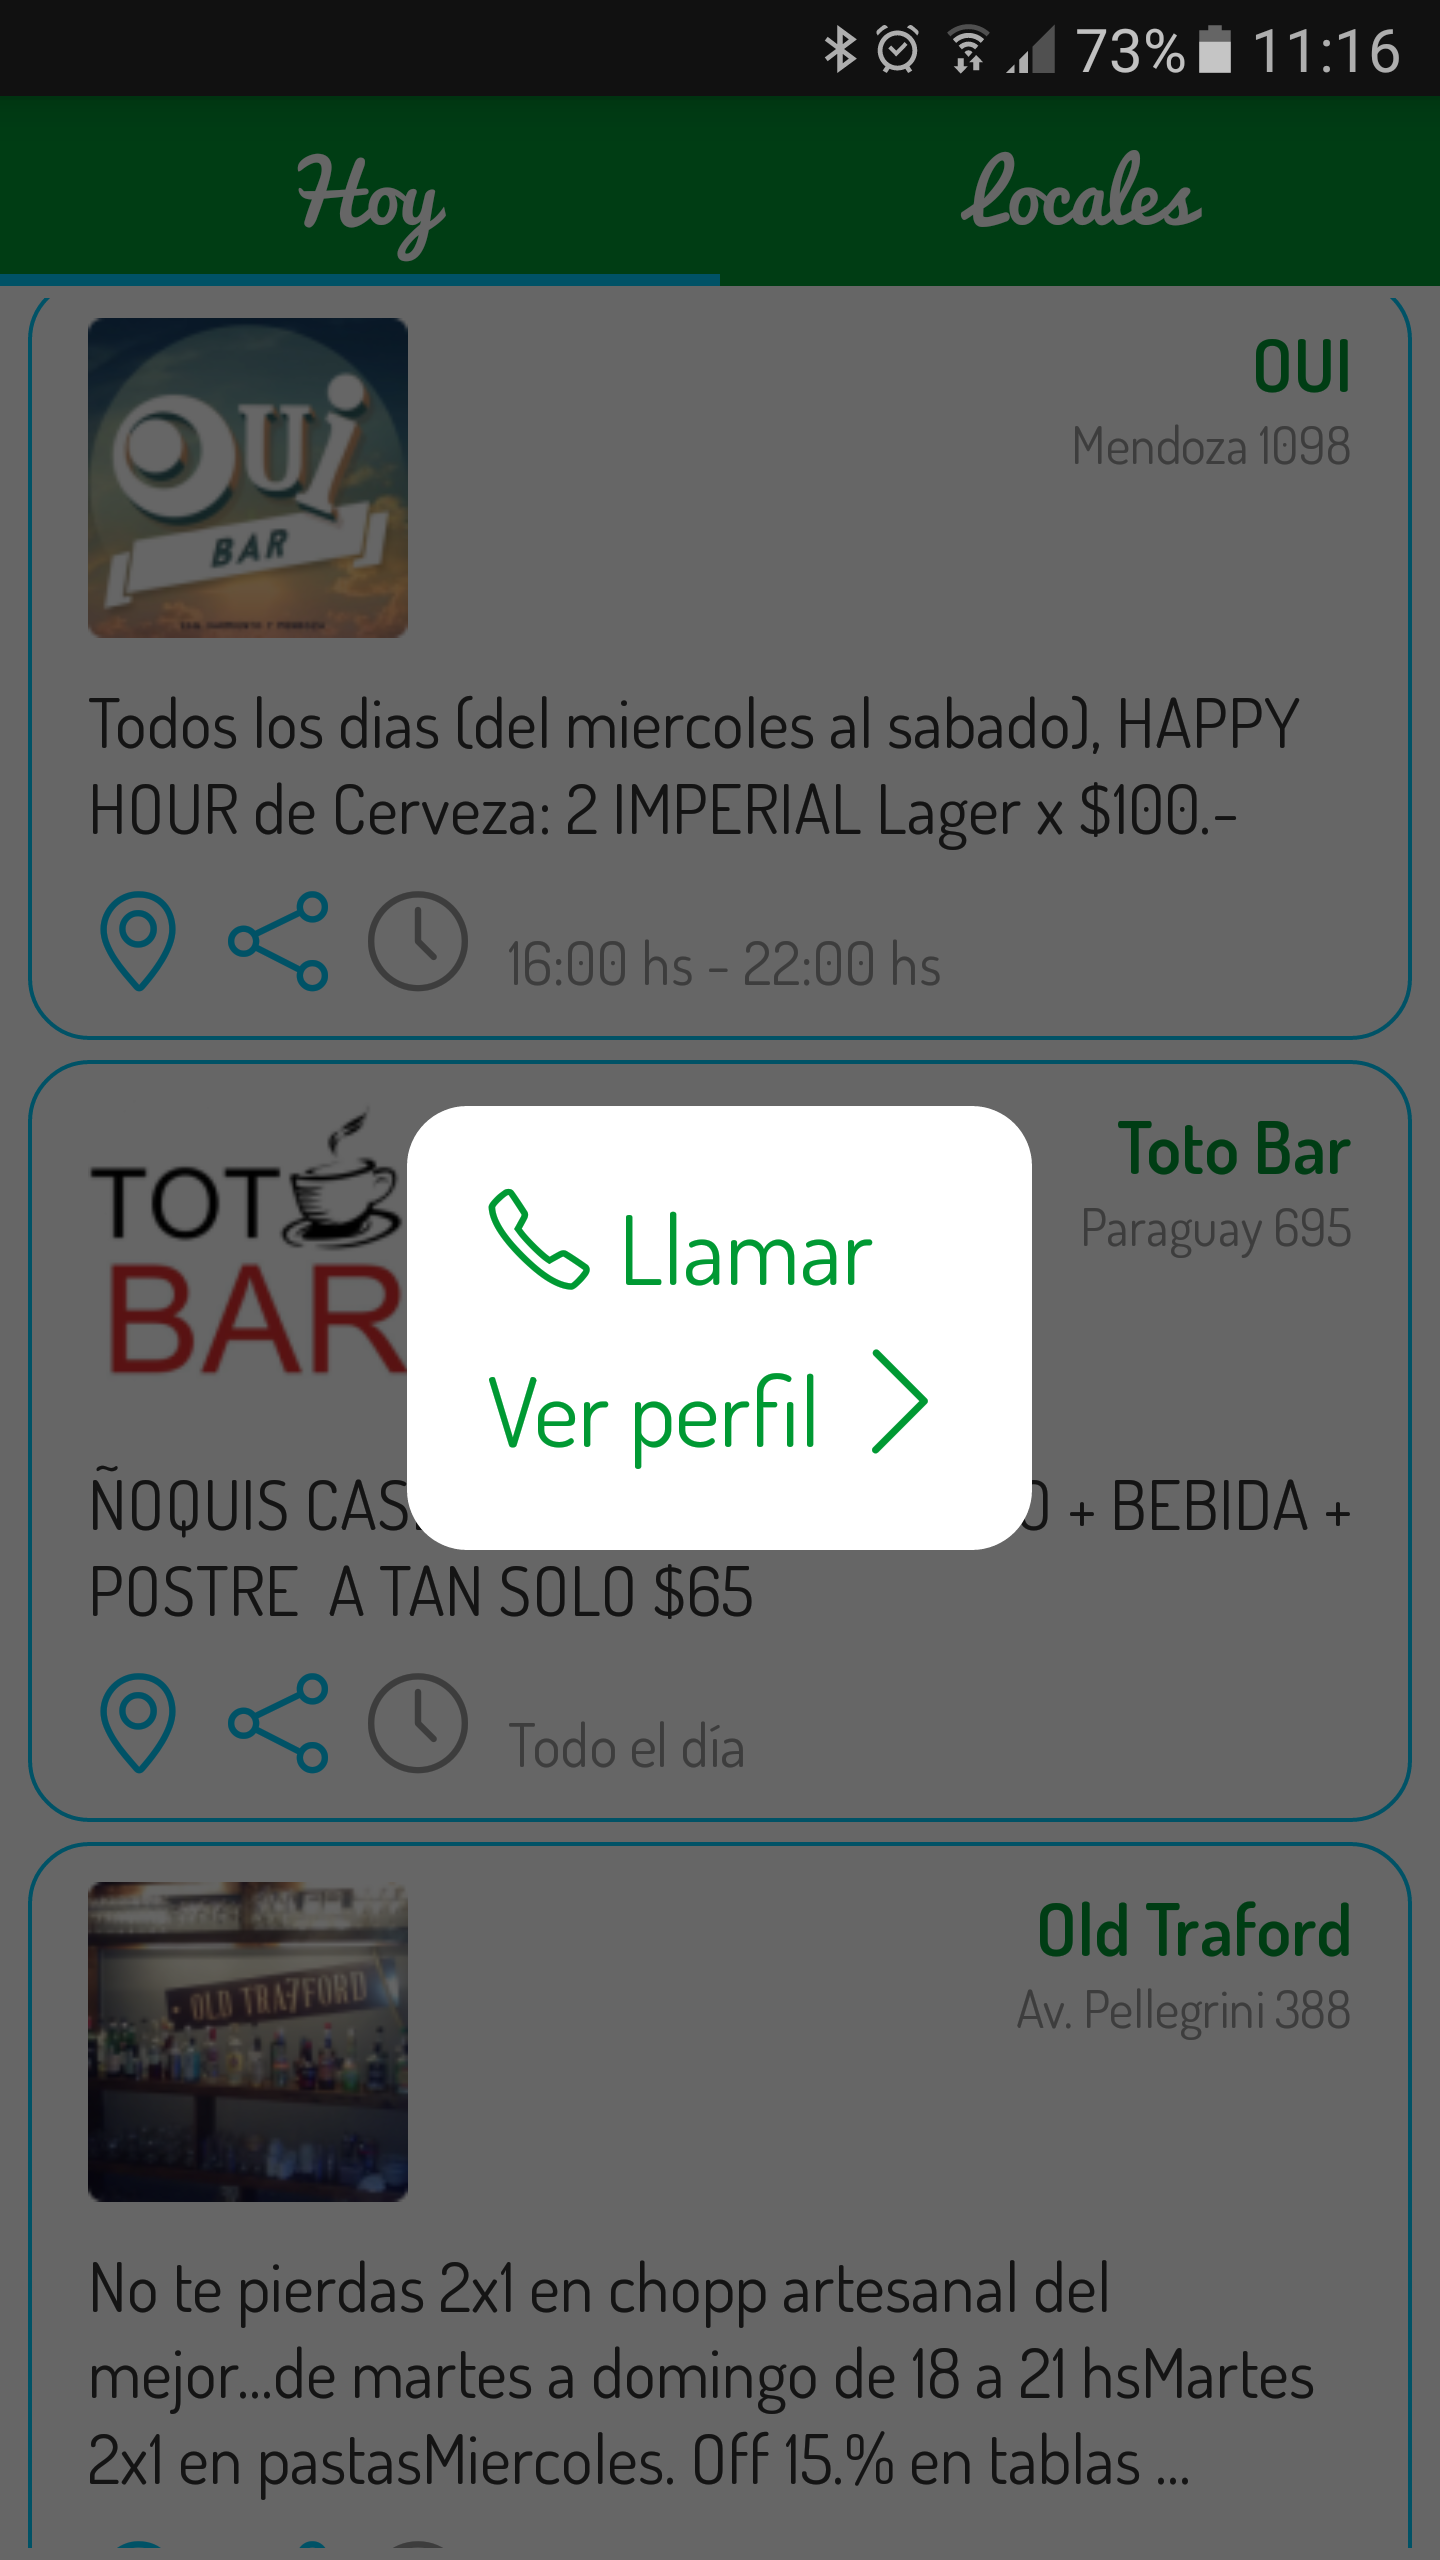 73% 11:16
Hoy Locales
OUI
Mendoza 1098
OUi
BAR
Todos los dias (del miercoles al sabado), HAPPY
HOUR de Cerveza: 2 IMPERIAL Lager x $100.-
16:00 hs - 22:00 hs
TOTO
BAR
Toto Bar
Paraguay 695
Llamar
Ver perfil
ÑOQUIS + BEBIDA +
POSTRE A TAN SOLO $65
Todo el día
Old Traford
Av. Pellegrini 388
OLD TRAFFORD
No te pierdas 2x1 en chopp artesanal del
mejor...de martes a domingo de 18 a 21 hsMartes
2x1 en pastasMiercoles. Off 15.% en tablas ...